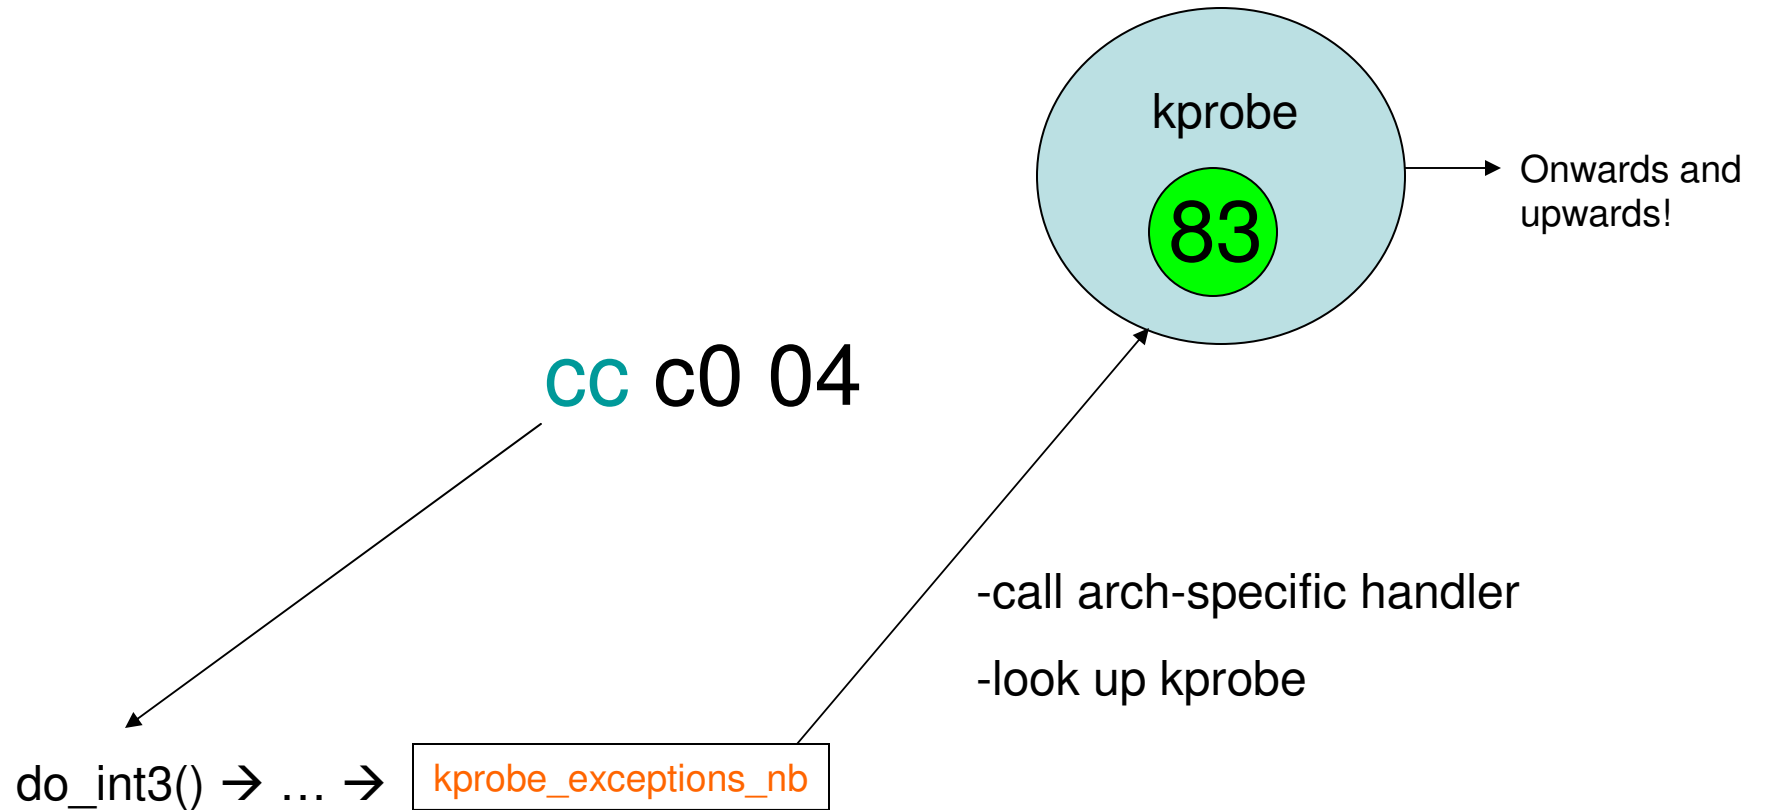 kprobe
83
Onwards and
upwards!
cc c0 04
-call arch-specific handler
-look up kprobe
do_int3() → … → kprobe_exceptions_nb